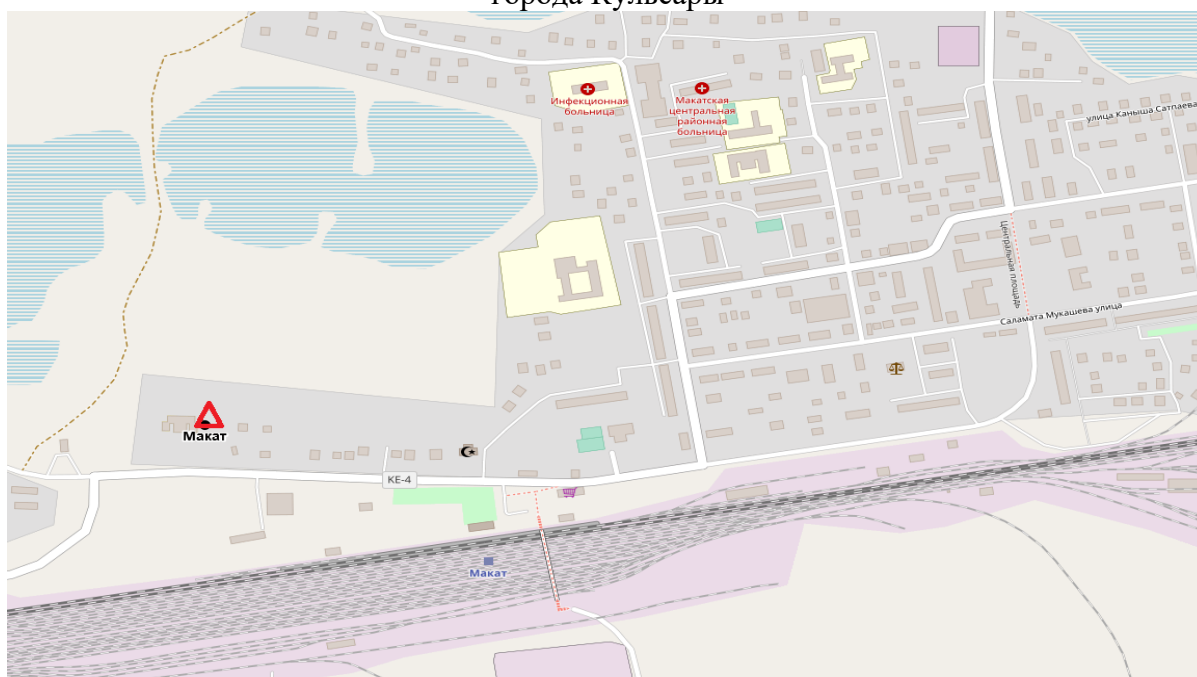 города Кульсары
Инфекционная
больница
Макатская
центральная
районная
больница
улица Каныша Сатпаева
Центральная площадь
Саламата Мукашева улица
Макат
КЕ-4
Макат